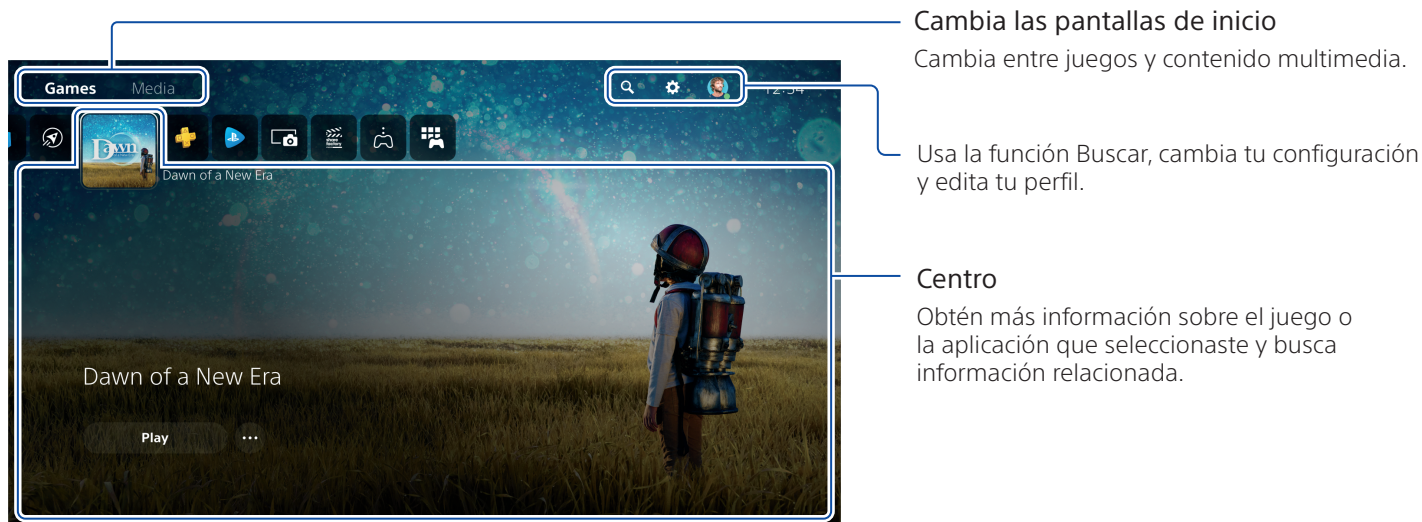 Cambia las pantallas de inicio
Cambia entre juegos y contenido multimedia.
Games Media
12:34
Usa la función Buscar, cambia tu configuración
y edita tu perfil.
Dawn
Dawn of a New Era
Centro
Obtén más información sobre el juego o
la aplicación que seleccionaste y busca
información relacionada.
Dawn of a New Era
Play